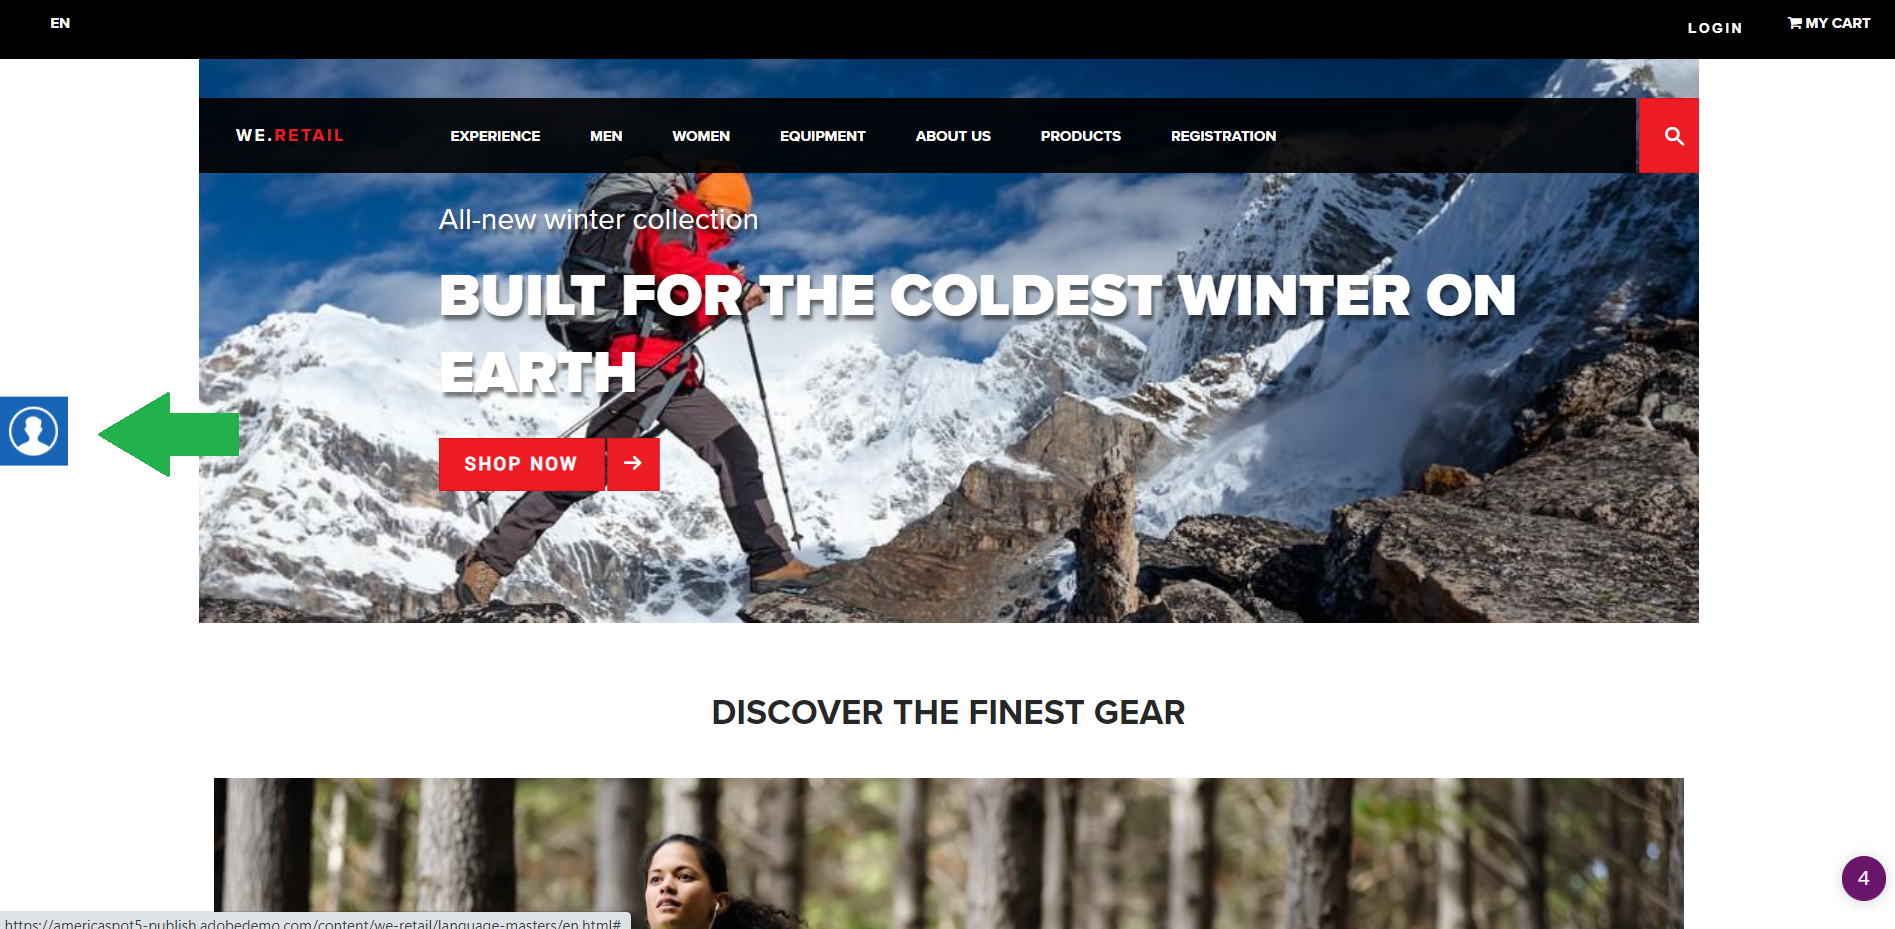 EN
LOGIN
MY CART
WE.RETAIL
EXPERIENCE
MEN
WOMEN
EQUIPMENT
ABOUT US
PRODUCTS
REGISTRATION
All-new winter collection
BUILT FOR THE COLDEST WINTER ON
EARTH
SHOP NOW
DISCOVER THE FINEST GEAR
4
https://americaspot5-publish.adobedemo.com/content/we-retail/language-masters/en.html#